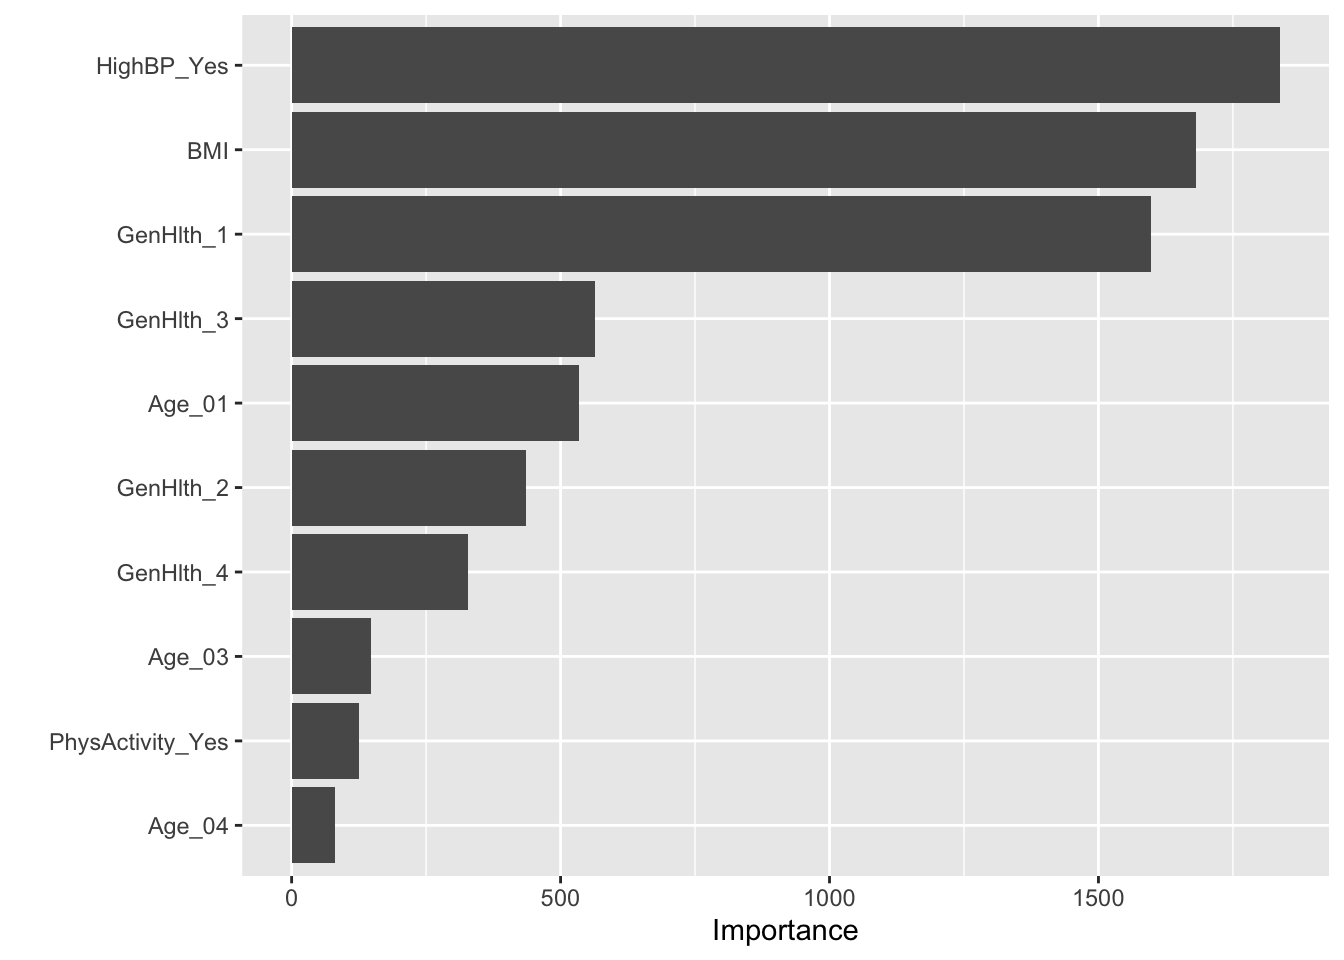 HighBP_Yes
BMI
GenHlth_1
GenHlth_3
Age_01
GenHlth_2
GenHlth_4
Age_03
PhysActivity_Yes
Age_04
0 500 1000 1500
Importance